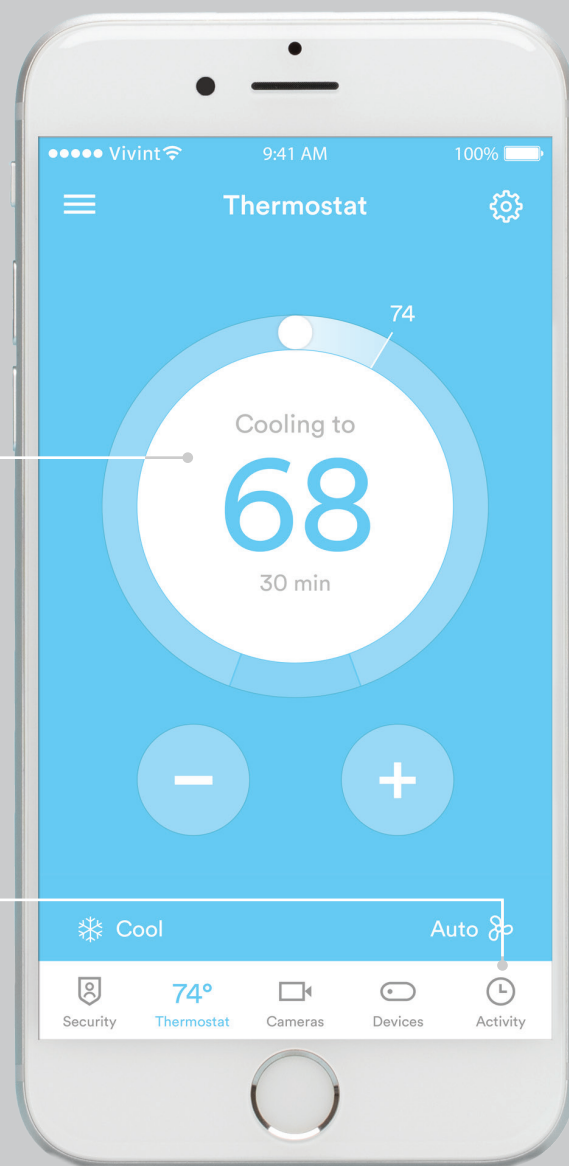 Vivint 9:41 AM 100%
Thermostat
74
Cooling to
68
30 min
Cool Auto
74°
Security Thermostat Cameras Devices Activity